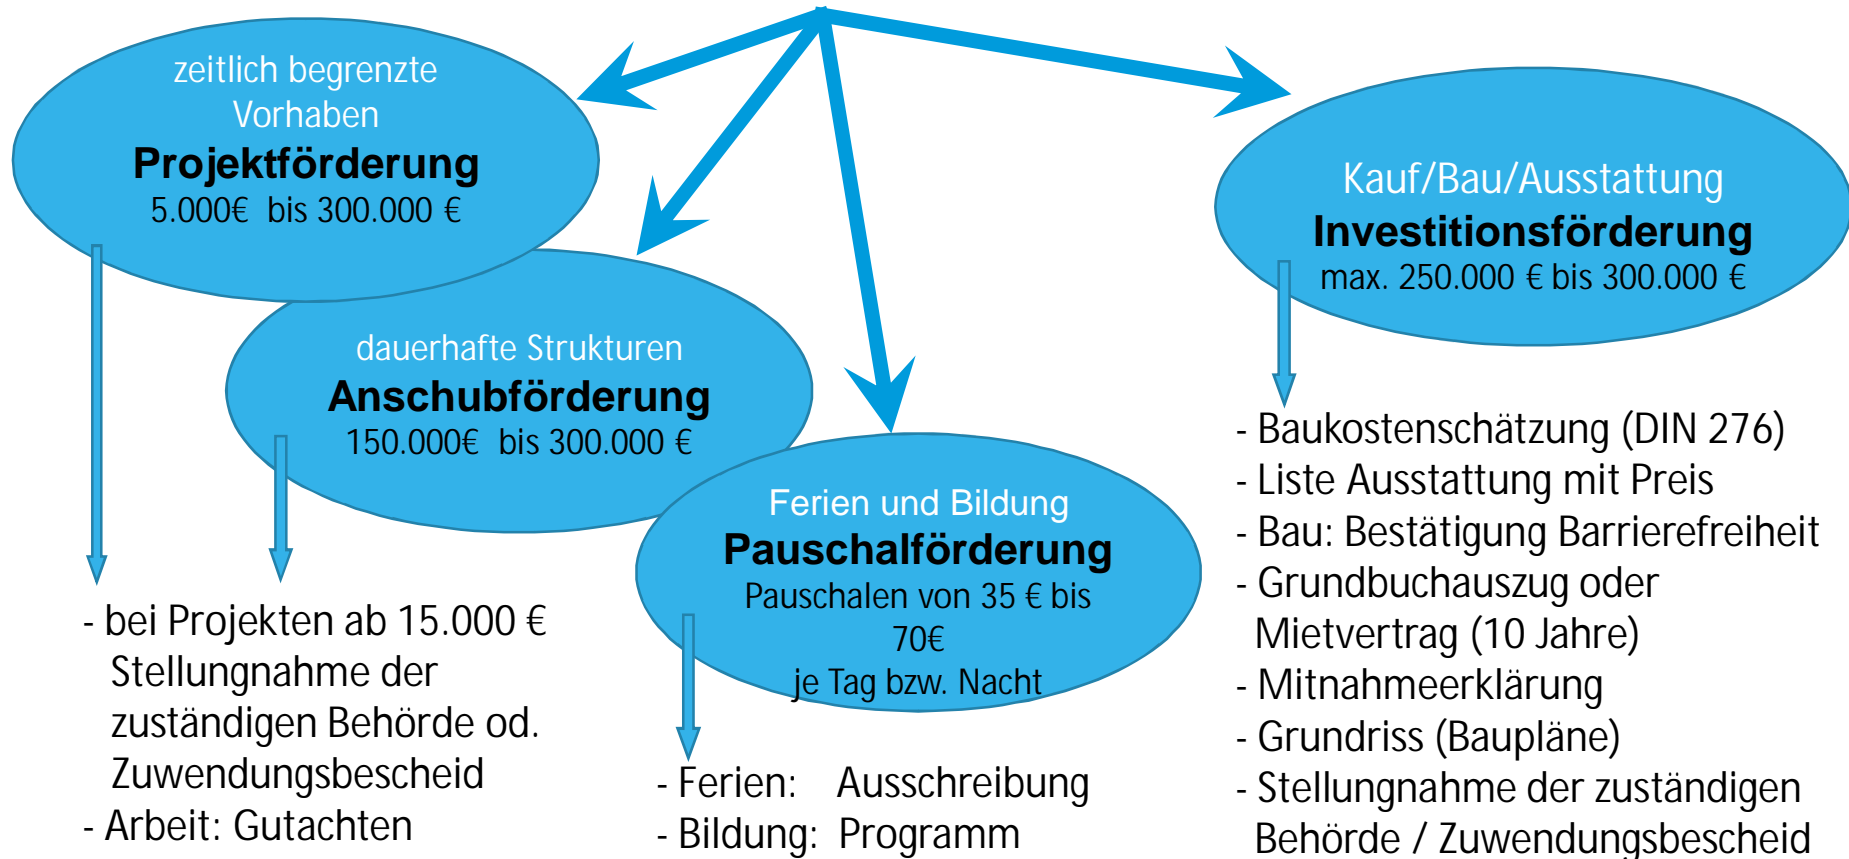 zeitlich begrenzte
Vorhaben
Projektförderung
5.000€ bis 300.000 €
dauerhafte Strukturen
Anschubförderung
150.000€ bis 300.000 €
- bei Projekten ab 15.000 €
Stellungnahme der
zuständigen Behörde od.
Zuwendungsbescheid
- Arbeit: Gutachten
Ferien und Bildung
Pauschalförderung
Pauschalen von 35 € bis
70€
je Tag bzw. Nacht
- Ferien: Ausschreibung
- Bildung: Programm
Kauf/Bau/Ausstattung
Investitionsförderung
max. 250.000 € bis 300.000 €
- Baukostenschätzung (DIN 276)
- Liste Ausstattung mit Preis
- Bau: Bestätigung Barrierefreiheit
- Grundbuchauszug oder
Mietvertrag (10 Jahre)
- Mitnahmeerklärung
- Grundriss (Baupläne)
- Stellungnahme der zuständigen
Behörde / Zuwendungsbescheid